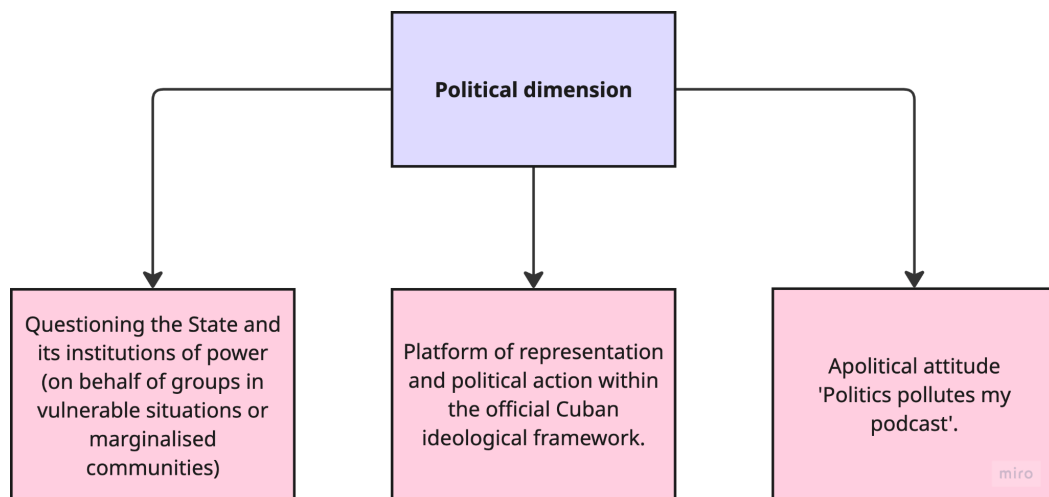 Political dimension
Questioning the State and
its institutions of power
(on behalf of groups in
vulnerable situations or
marginalised
communities)
Platform of representation
and political action within
the official Cuban
ideological framework.
Apolitical attitude
'Politics pollutes my
podcast'.
miro